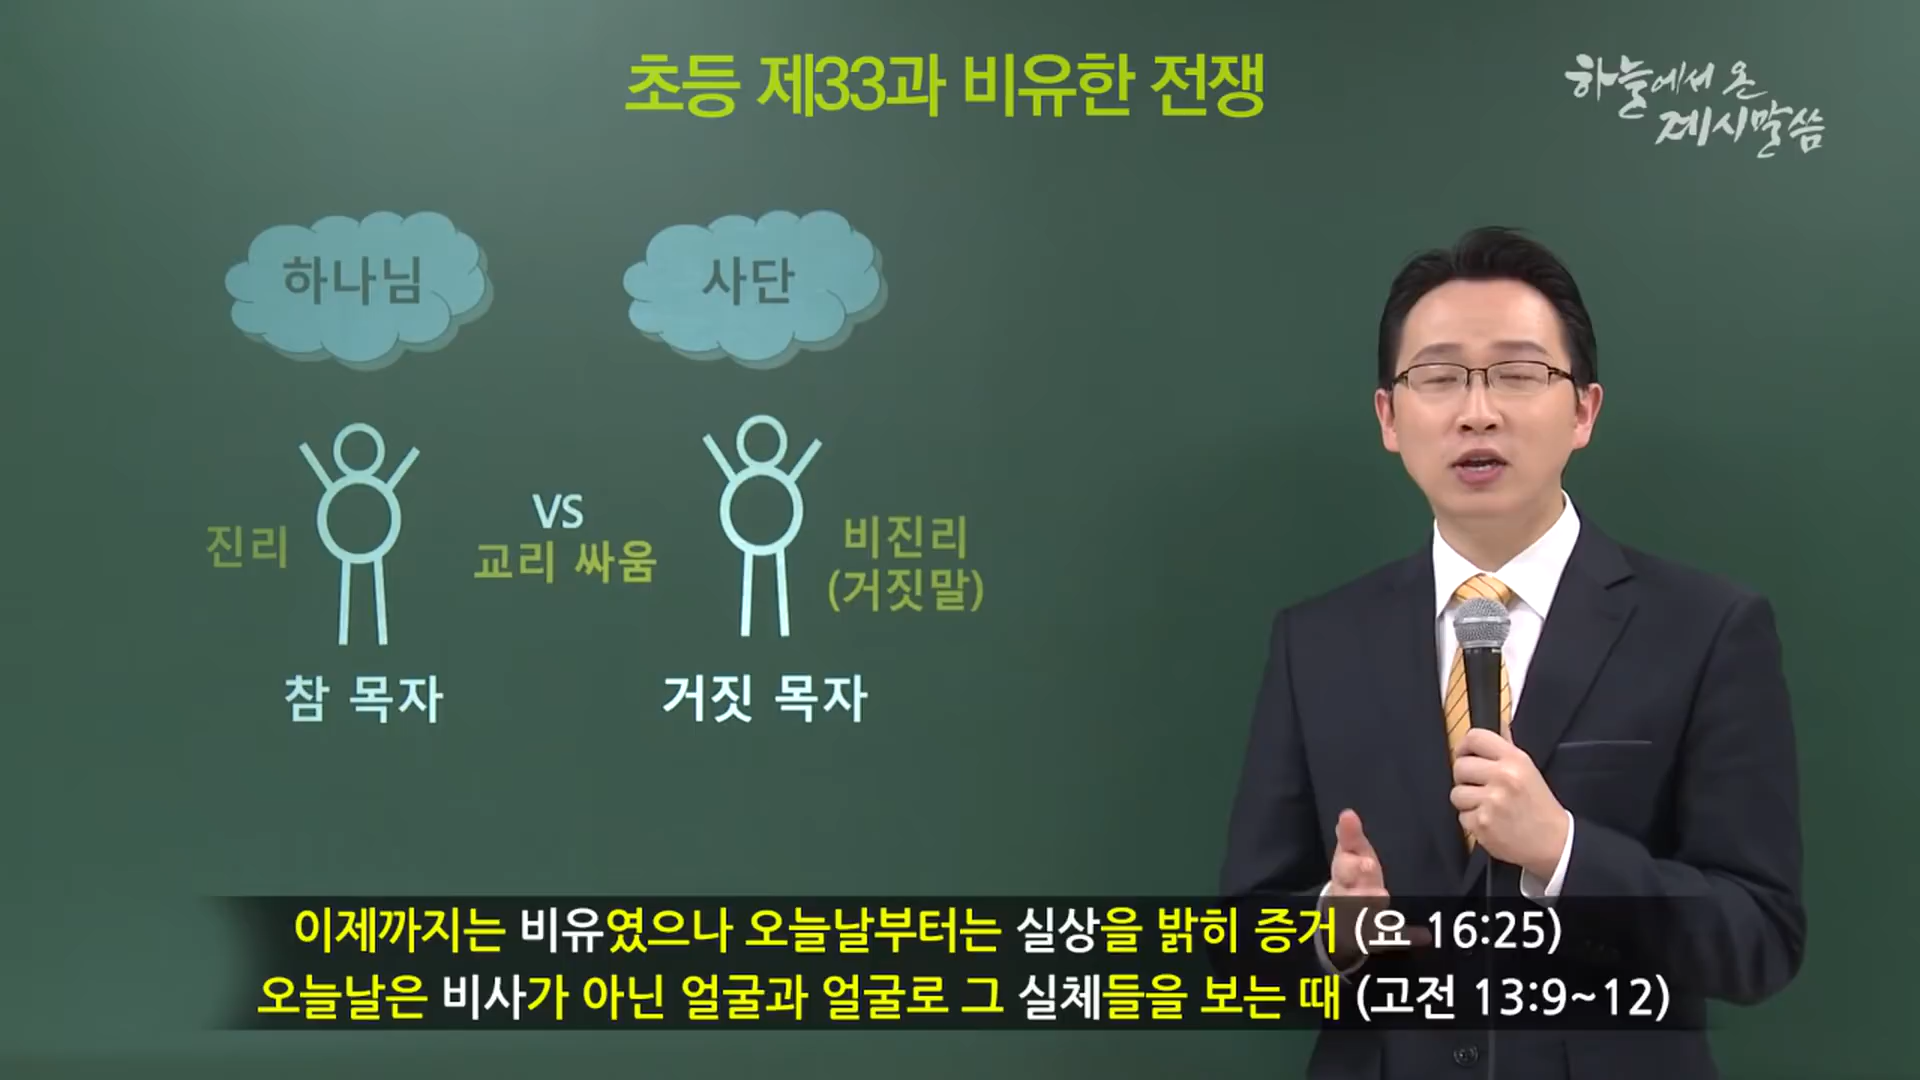 초등 제33과 비유한 전쟁
하늘에서 온
계시말씀
하나님
사단
진리
VS
교리 싸움
비진리
(거짓말)
참 목자
거짓 목자
이제까지는 비유였으나 오늘날부터는 실상을 밝히 증거 (요 16:25)
오늘날은 비사가 아닌 얼굴과 얼굴로 그 실체들을 보는 때 (고전 13:9~12)